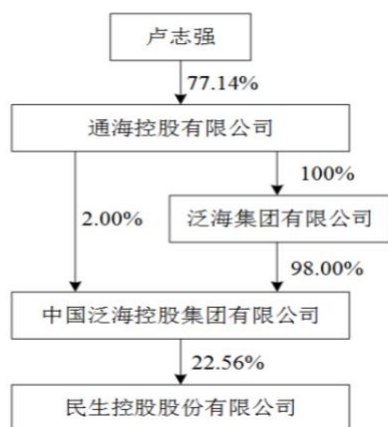 卢志强
77.14%
通海控股有限公司
100%
2.00%
泛海集团有限公司
98.00%
中国泛海控股集团有限公司
22.56%
民生控股股份有限公司